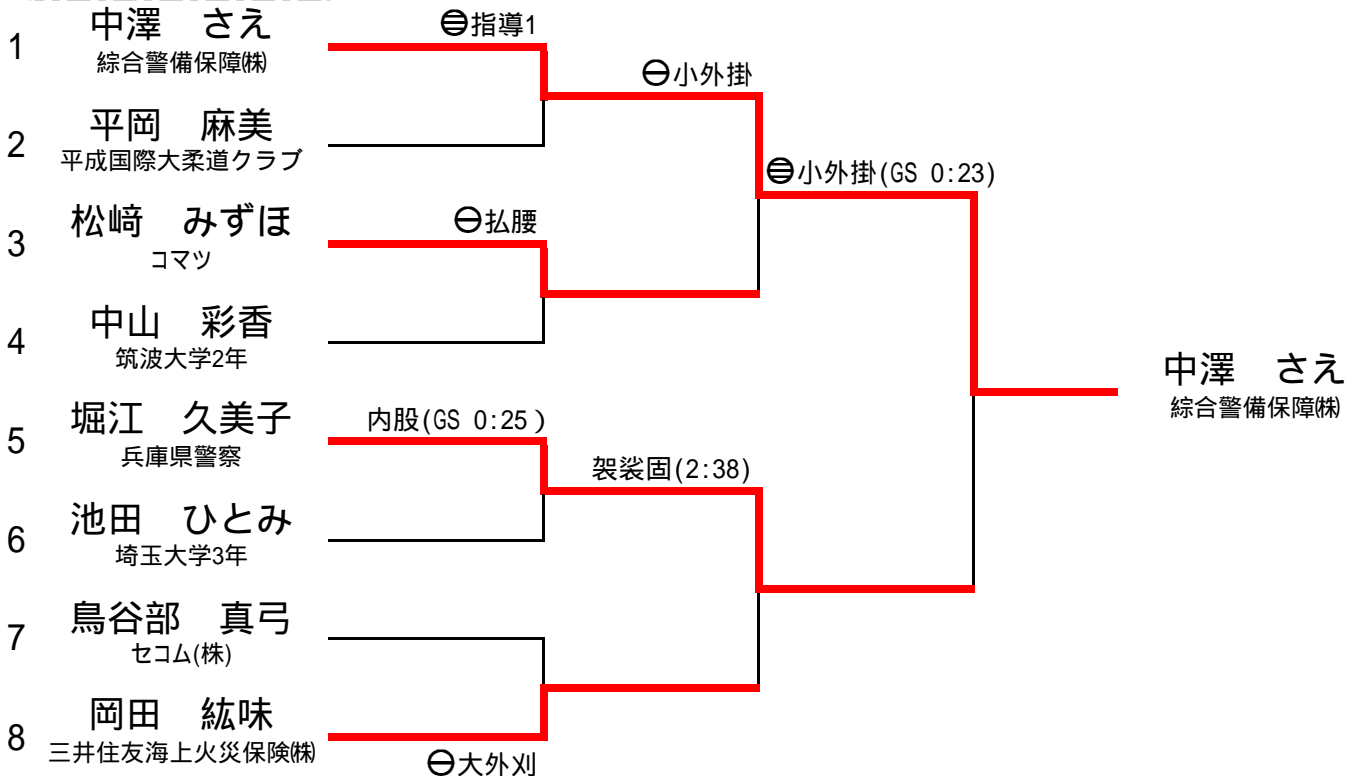 ⊖指導1
1 中澤 さえ
綜合警備保障㈱
⊖小外掛
2 平岡 麻美
平成国際大柔道クラブ
⊖小外掛(GS 0:23)
3 松﨑 みずほ
コマツ
⊖払腰
4 中山 彩香
筑波大学2年
中澤 さえ
綜合警備保障㈱
5 堀江 久美子
兵庫県警察
内股(GS 0:25)
袈裟固(2:38)
6 池田 ひとみ
埼玉大学3年
7 鳥谷部 真弓
セコム(株)
8 岡田 紘味
三井住友海上火災保険㈱
⊖大外刈